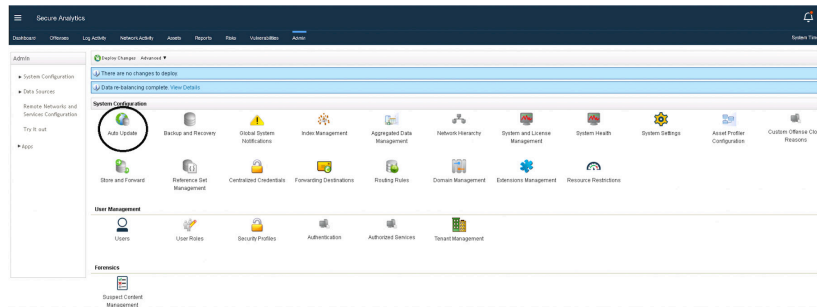 Secure Analytics
Dashboard Offenses Log Activity Network Activity Assets Reports Risks Vulnerabilities Admin
System Time
Admin
System Configuration
Data Sources
Remote Networks and
Services Configuration
Try it out
Apps
Deploy Changes Advanced
There are no changes to deploy.
Data re-balancing complete. View Details
System Configuration
Auto Update
Backup and Recovery
Global System
Notifications
Index Management
Aggregated Data
Management
Network Hierarchy
System and License
Management
System Health
System Settings
Asset Profiler
Configuration
Custom Offense Clo
Reasons
Store and Forward
Reference Set
Management
Centralized Credentials
Forwarding Destinations
Routing Rules
Domain Management
Extensions Management
Resource Restrictions
User Management
Users
User Roles
Security Profiles
Authentication
Authorized Services
Tenant Management
Forensics
Suspect Content
Management